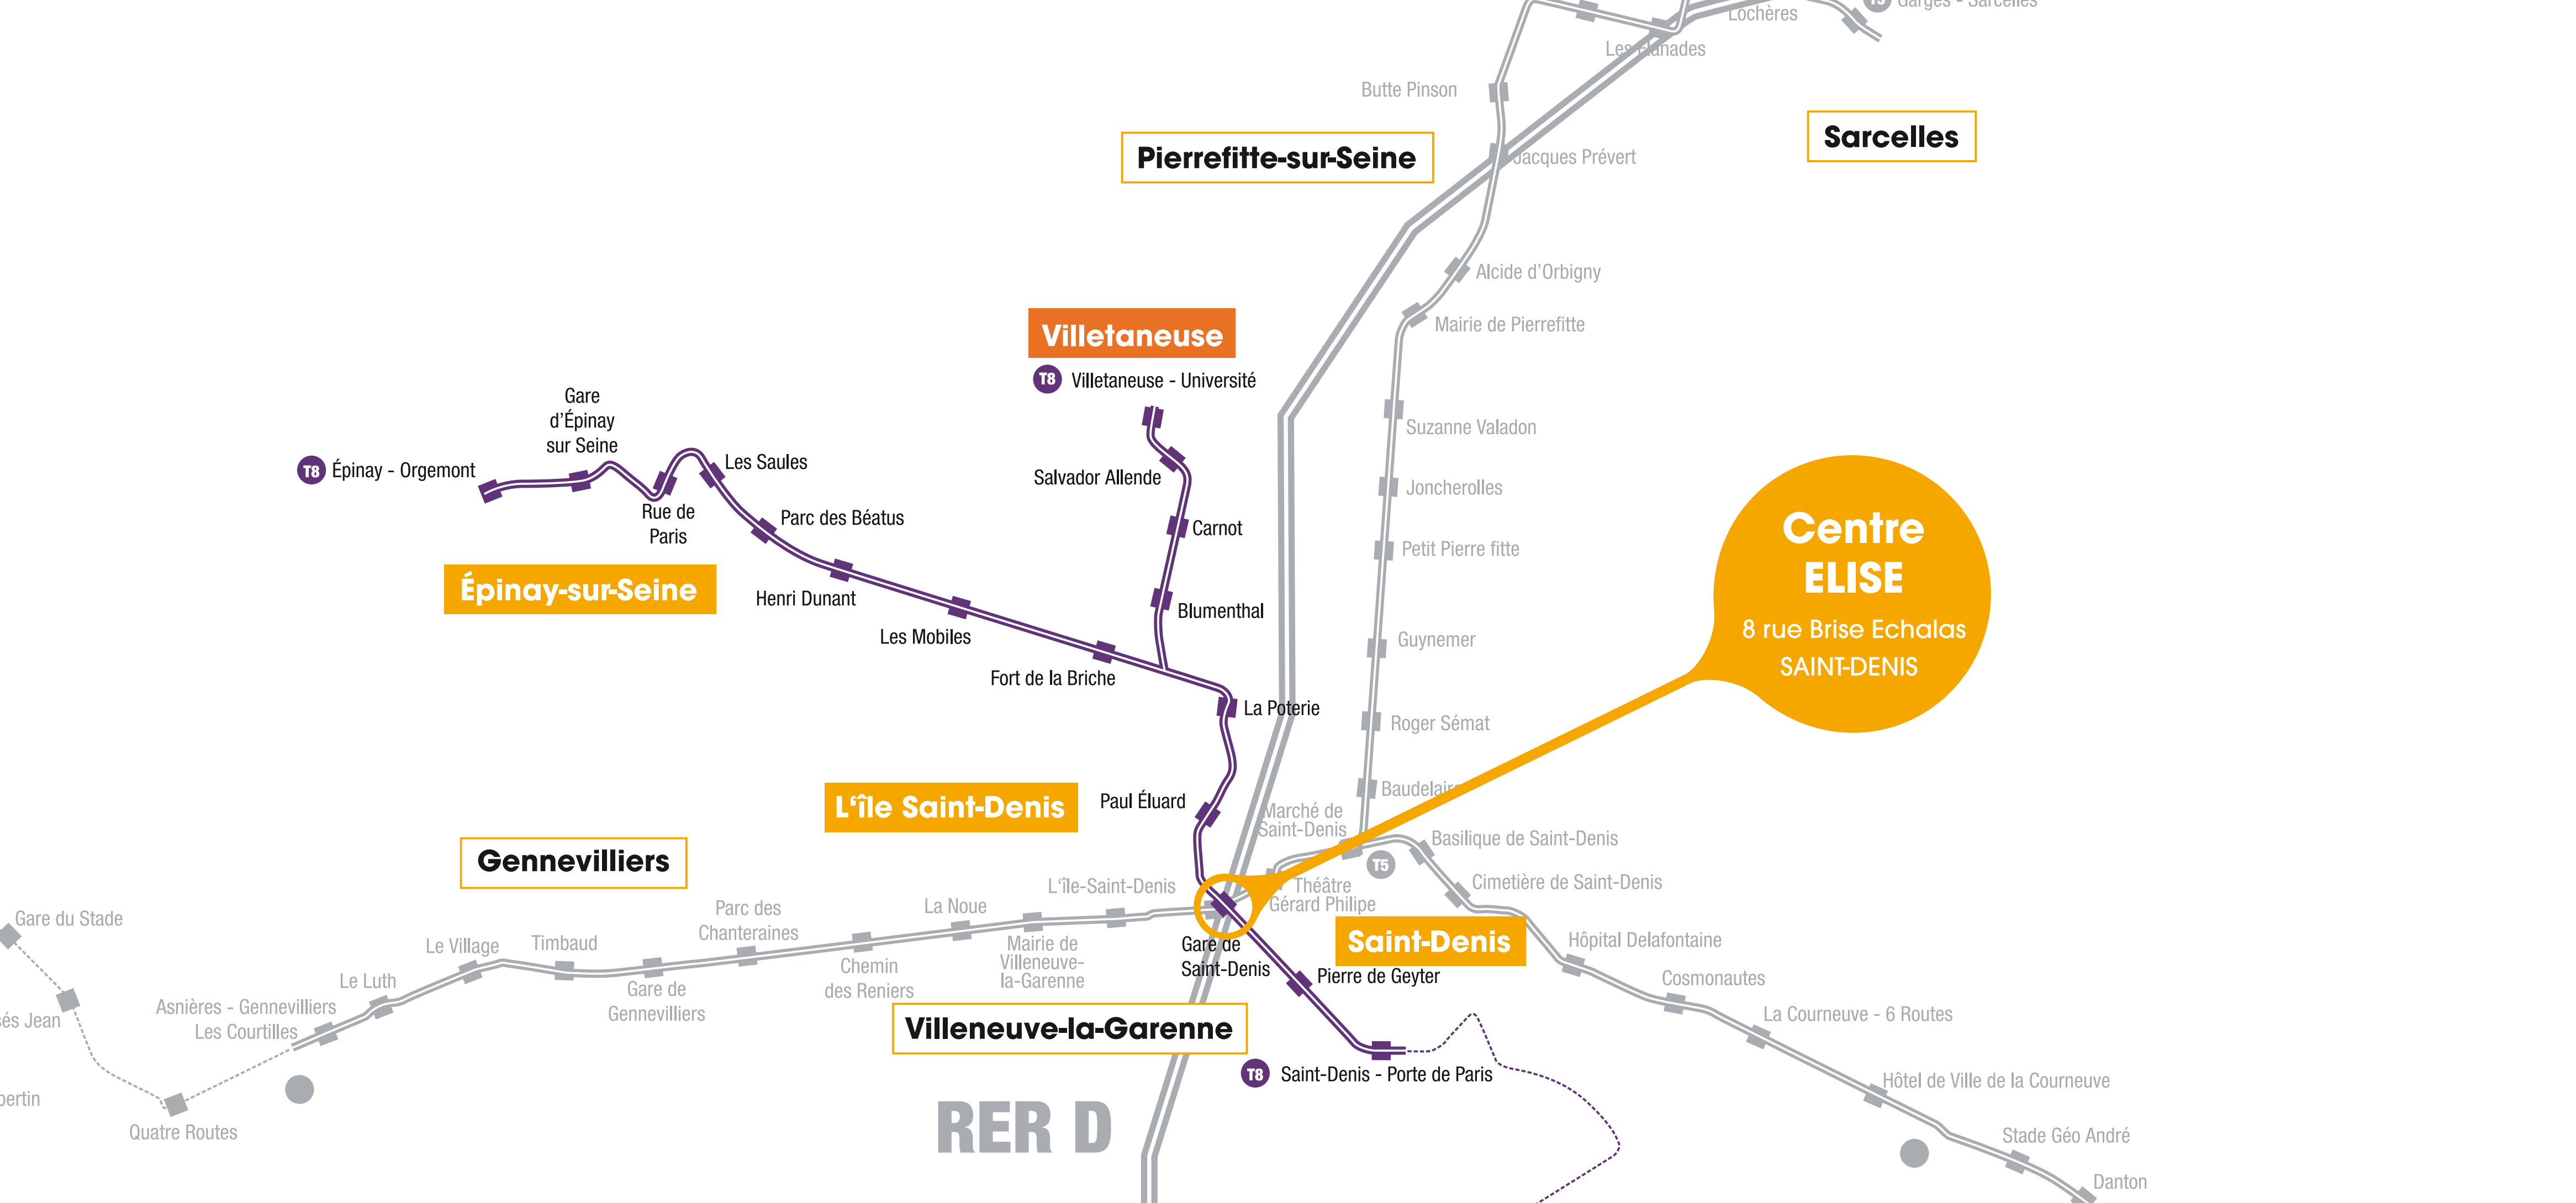 Garges - Sarcelles
Lochères
Les Flanades
Butte Pinson
Sarcelles
Pierrefitte-sur-Seine
Jacques Prévert
Alcide d'Orbigny
Mairie de Pierrefitte
Villetaneuse
T8 Villetaneuse - Université
Gare
d'Épinay
sur Seine
Suzanne Valadon
T8 Épinay - Orgemont
Les Saules
Salvador Allende
Joncherolles
Rue de
Paris
Parc des Béatus
Carnot
Petit Pierre fitte
Centre
ELISE
8 rue Brise Echalas
SAINT-DENIS
Épinay-sur-Seine
Henri Dunant
Blumenthal
Les Mobiles
Guynemer
Fort de la Briche
La Poterie
Roger Sémat
Baudelaire
L'île Saint-Denis
Paul Éluard
Marché de
Saint-Denis
Basilique de Saint-Denis
T5
Gennevilliers
L'île-Saint-Denis
Théâtre
Gérard Philipe
Cimetière de Saint-Denis
Gare du Stade
Le Village
Timbaud
Parc des
Chanteraines
La Noue
Mairie de
Villeneuve-
la-Garenne
Gare de
Saint-Denis
Saint-Denis
Hôpital Delafontaine
Le Luth
Chemin
des Reniers
Pierre de Geyter
Cosmonautes
Asnières - Gennevilliers
Les Courtilles
Gare de
Gennevilliers
sés Jean
Villeneuve-la-Garenne
La Courneuve - 6 Routes
T8 Saint-Denis - Porte de Paris
Hôtel de Ville de la Courneuve
pertin
Quatre Routes
RER D
Stade Géo André
Danton